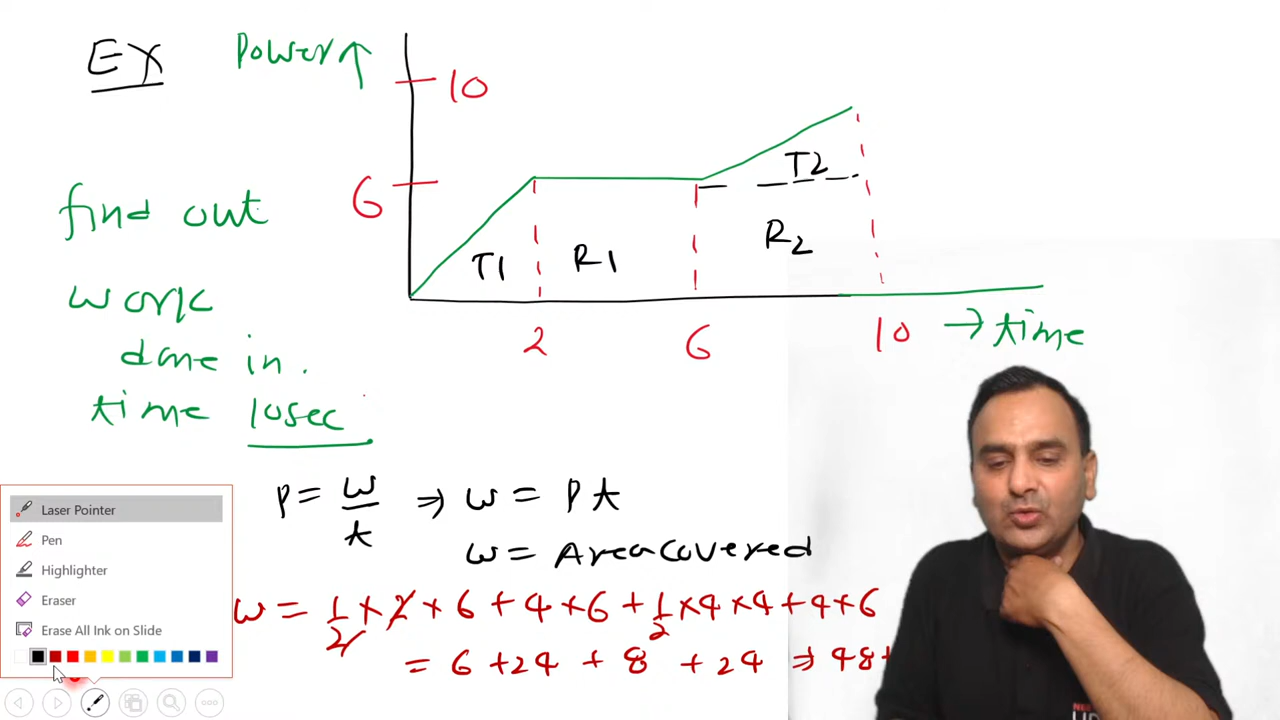 EX
Power ↑
10
6
find out
work
done in.
time 10sec
T1
R1
T2
R2
2
6
10
→ time
P = W/t ⇒ W = Pt
W = Area Covered
W = 1/2 × 2 × 6 + 4 × 6 + 1/2 × 4 × 4 + 4 × 6
= 6 + 24 + 8 + 24 ⇒ 48+
Laser Pointer
Pen
Highlighter
Eraser
Erase All Ink on Slide